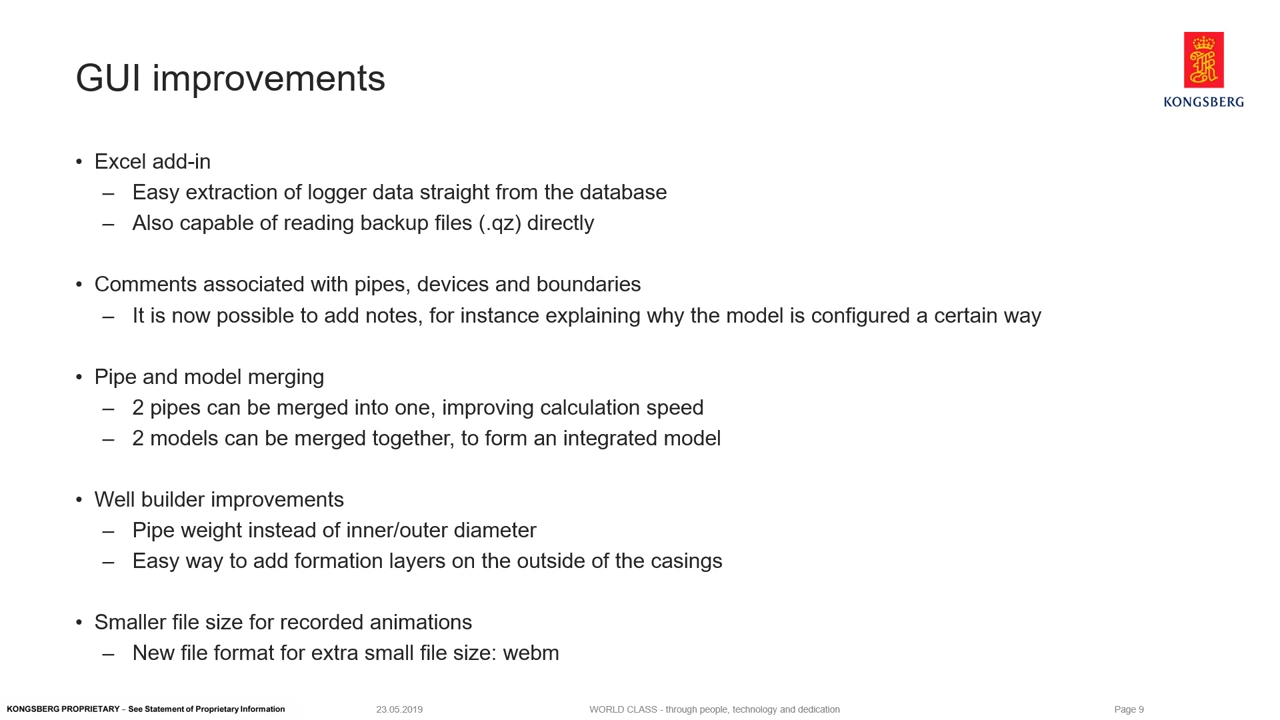 GUI improvements
KONGSBERG
• Excel add-in
– Easy extraction of logger data straight from the database
– Also capable of reading backup files (.qz) directly
• Comments associated with pipes, devices and boundaries
– It is now possible to add notes, for instance explaining why the model is configured a certain way
• Pipe and model merging
– 2 pipes can be merged into one, improving calculation speed
– 2 models can be merged together, to form an integrated model
• Well builder improvements
– Pipe weight instead of inner/outer diameter
– Easy way to add formation layers on the outside of the casings
• Smaller file size for recorded animations
– New file format for extra small file size: webm
KONGSBERG PROPRIETARY – See Statement of Proprietary Information
23.05.2019
WORLD CLASS - through people, technology and dedication
Page 9